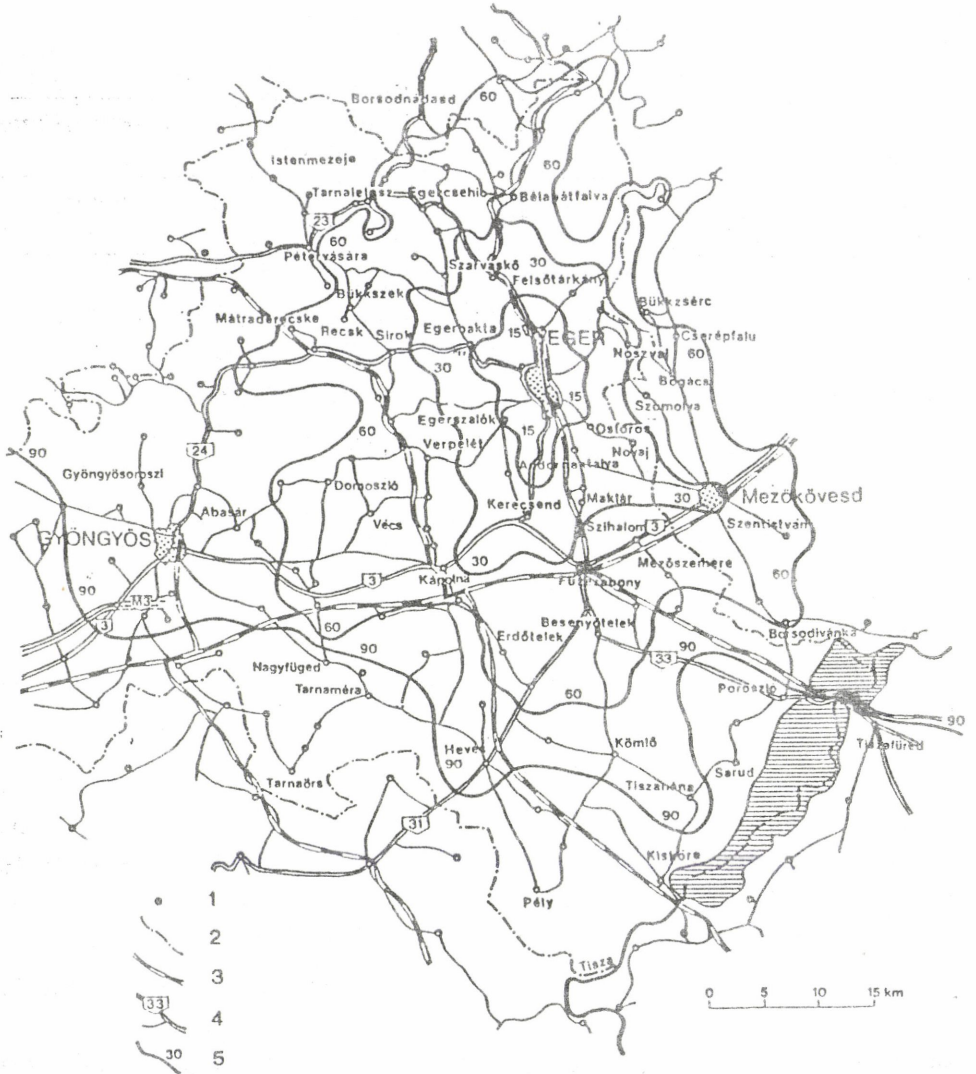 60
Borsodnádasd
Istenmezeje
60
Tarnalelesz Egercsehi
Bélapátfalva
23
60
Pétervására
Szarvaskő
30
Felsőtárkány
Bükkszék
Bükkzsérc
Mátraderecske
Recsk
Sirok
Egerbakta
15
EGER
Cserépfalu
Noszvaj
60
30
Bogács
15
Szomolya
Egerszalók
15
Ostoros
60
Verpelét
24
Novaj
90
Andornaktálya
Gyöngyösoroszi
Domoszló
Maklár
30
Mezőkövesd
Abasár
Kerecsend
Vécs
Szihalom
3
Szentistván
GYÖNGYÖS
30
3
Mezőszemere
Kápolna
Füzesabony
60
90
M3
3
Besenyőtelek
60
Erdőtelek
Borsodivánka
90
33
90
Nagyfüged
Tarnaméra
60
Poroszló
90
Tiszafüred
Heves
Kömlő
90
Sarud
Tarnaörs
Tiszanána
90
31
Kisköre
Pély
Tisza
1
2
3
33
4
30
5
0 5 10 15 km